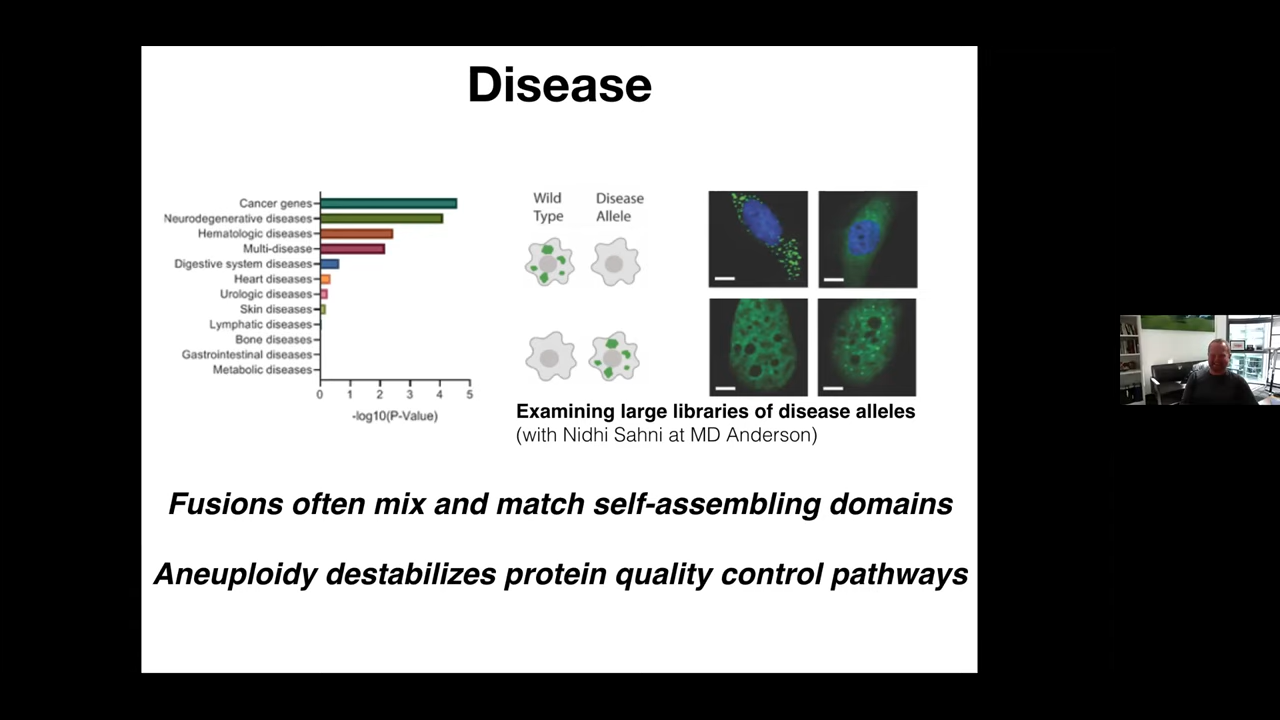 Disease
Cancer genes
Neurodegenerative diseases
Hematologic diseases
Multi-disease
Digestive system diseases
Heart diseases
Urologic diseases
Skin diseases
Lymphatic diseases
Bone diseases
Gastrointestinal diseases
Metabolic diseases
0 1 2 3 4 5
-log10(P-Value)
Wild Disease
Type Allele
Examining large libraries of disease alleles
(with Nidhi Sahni at MD Anderson)
Fusions often mix and match self-assembling domains
Aneuploidy destabilizes protein quality control pathways